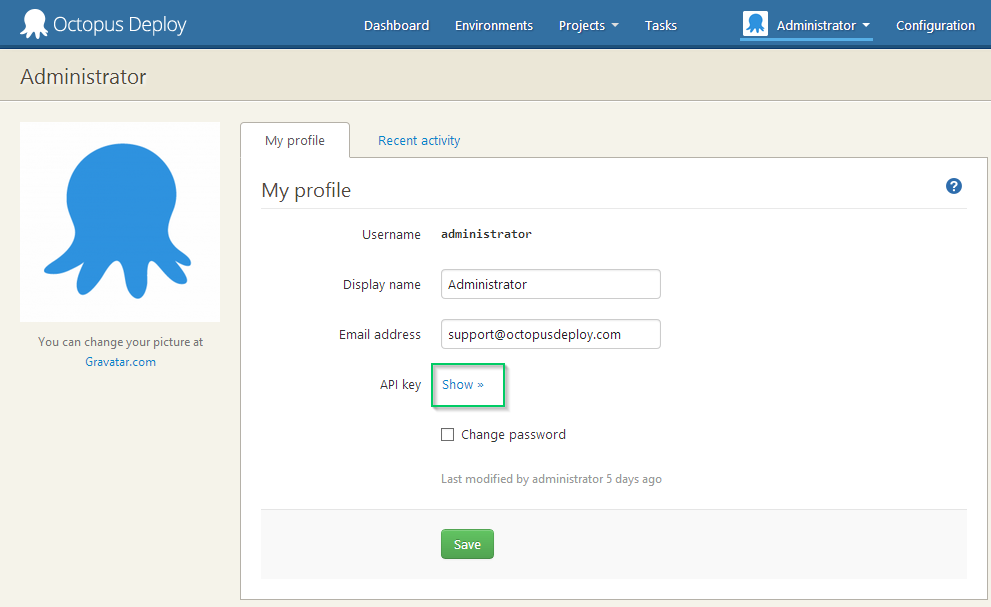 Octopus Deploy
Dashboard Environments Projects Tasks Administrator Configuration
Administrator
My profile Recent activity
My profile
?
Username administrator
Display name Administrator
Email address support@octopusdeploy.com
You can change your picture at
Gravatar.com
API key Show »
Change password
Last modified by administrator 5 days ago
Save